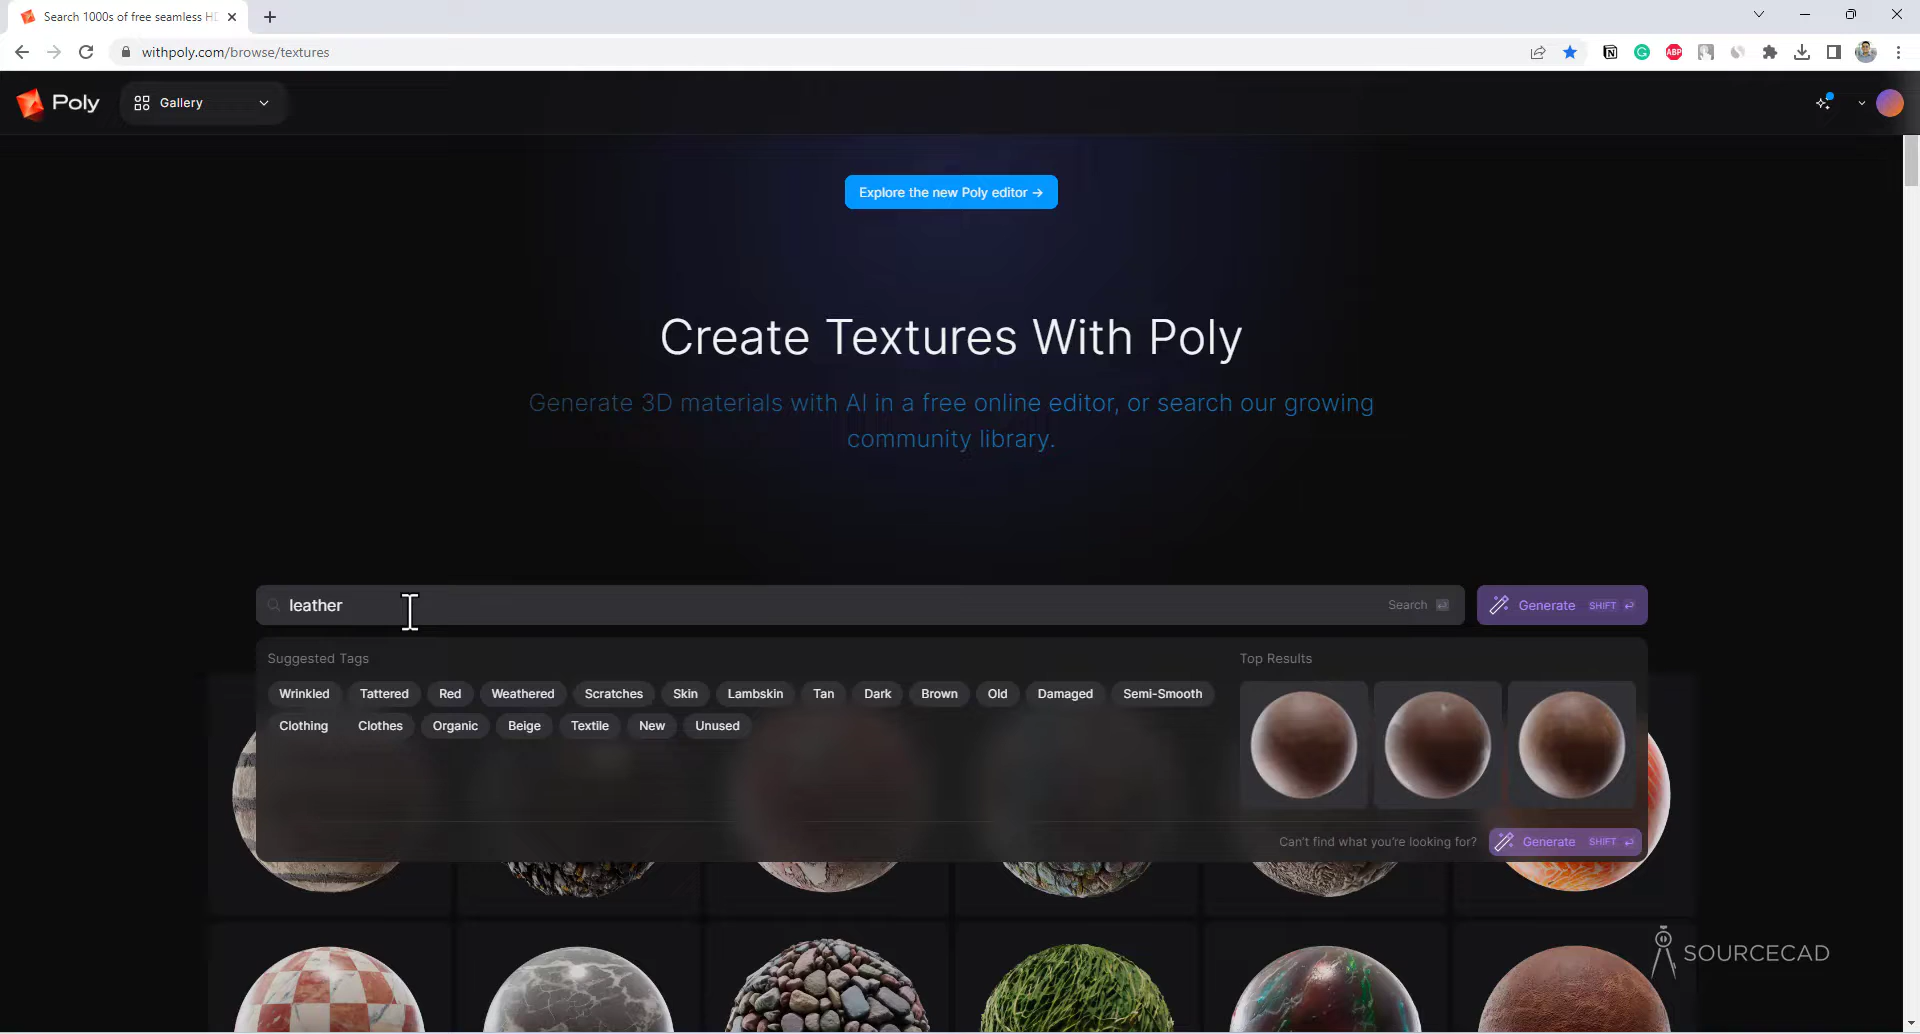 Search 1000s of free seamless HD
withpoly.com/browse/textures
Poly
Gallery
Explore the new Poly editor →
Create Textures With Poly
Generate 3D materials with AI in a free online editor, or search our growing
community library.
leather
Search
Generate SHIFT
Suggested Tags
Top Results
Wrinkled Tattered Red Weathered Scratches Skin Lambskin Tan Dark Brown Old Damaged Semi-Smooth
Clothing Clothes Organic Beige Textile New Unused
Can't find what you're looking for?
Generate SHIFT
SOURCECAD
ABP